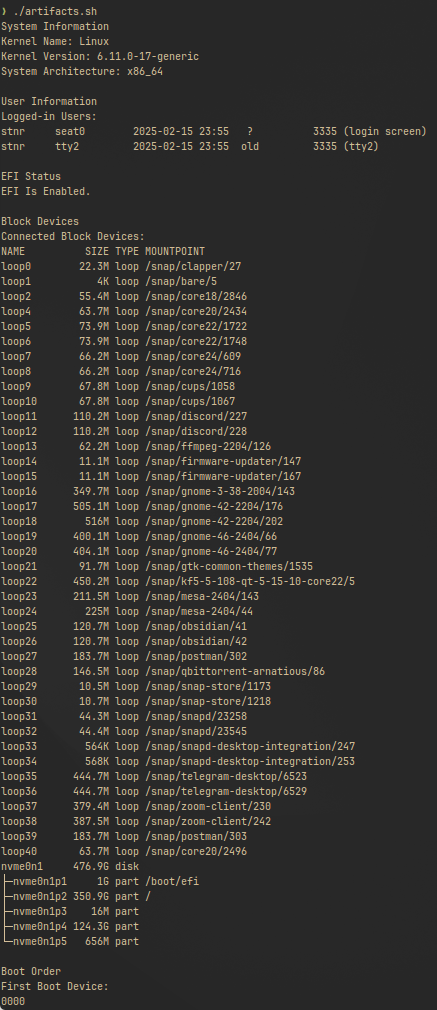 ❯ ./artifacts.sh
System Information
Kernel Name: Linux
Kernel Version: 6.11.0-17-generic
System Architecture: x86_64

User Information
Logged-in Users:
stnr     seat0        2025-02-15 23:55   ?          3335 (login screen)
stnr     tty2         2025-02-15 23:55  old         3335 (tty2)

EFI Status
EFI Is Enabled.

Block Devices
Connected Block Devices:
NAME          SIZE TYPE MOUNTPOINT
loop0        22.3M loop /snap/clapper/27
loop1           4K loop /snap/bare/5
loop2        55.4M loop /snap/core18/2846
loop4        63.7M loop /snap/core20/2434
loop5        73.9M loop /snap/core22/1722
loop6        73.9M loop /snap/core22/1748
loop7        66.2M loop /snap/core24/609
loop8        66.2M loop /snap/core24/716
loop9        67.8M loop /snap/cups/1058
loop10       67.8M loop /snap/cups/1067
loop11      110.2M loop /snap/discord/227
loop12      110.2M loop /snap/discord/228
loop13       62.2M loop /snap/ffmpeg-2204/126
loop14       11.1M loop /snap/firmware-updater/147
loop15       11.1M loop /snap/firmware-updater/167
loop16      349.7M loop /snap/gnome-3-38-2004/143
loop17      505.1M loop /snap/gnome-42-2204/176
loop18        516M loop /snap/gnome-42-2204/202
loop19      400.1M loop /snap/gnome-46-2404/66
loop20      404.1M loop /snap/gnome-46-2404/77
loop21       91.7M loop /snap/gtk-common-themes/1535
loop22      450.2M loop /snap/kf5-5-108-qt-5-15-10-core22/5
loop23      211.5M loop /snap/mesa-2404/143
loop24        225M loop /snap/mesa-2404/44
loop25      120.7M loop /snap/obsidian/41
loop26      120.7M loop /snap/obsidian/42
loop27      183.7M loop /snap/postman/302
loop28      146.5M loop /snap/qbittorrent-arnatious/86
loop29       10.5M loop /snap/snap-store/1173
loop30       10.7M loop /snap/snap-store/1218
loop31       44.3M loop /snap/snapd/23258
loop32       44.4M loop /snap/snapd/23545
loop33        564K loop /snap/snapd-desktop-integration/247
loop34        568K loop /snap/snapd-desktop-integration/253
loop35      444.7M loop /snap/telegram-desktop/6523
loop36      444.7M loop /snap/telegram-desktop/6529
loop37      379.4M loop /snap/zoom-client/230
loop38      387.5M loop /snap/zoom-client/242
loop39      183.7M loop /snap/postman/303
loop40       63.7M loop /snap/core20/2496
nvme0n1     476.9G disk
├─nvme0n1p1     1G part /boot/efi
├─nvme0n1p2 350.9G part /
├─nvme0n1p3    16M part
├─nvme0n1p4 124.3G part
└─nvme0n1p5   656M part

Boot Order
First Boot Device:
0000